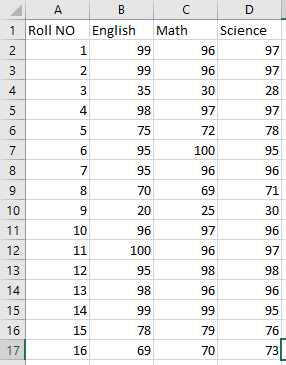 A B C D
1 Roll NO English Math Science
2 1 99 96 97
3 2 99 96 97
4 3 35 30 28
5 4 98 97 97
6 5 75 72 78
7 6 95 100 95
8 7 95 96 96
9 8 70 69 71
10 9 20 25 30
11 10 96 97 96
12 11 100 96 97
13 12 95 98 98
14 13 98 96 96
15 14 99 99 95
16 15 78 79 76
17 16 69 70 73